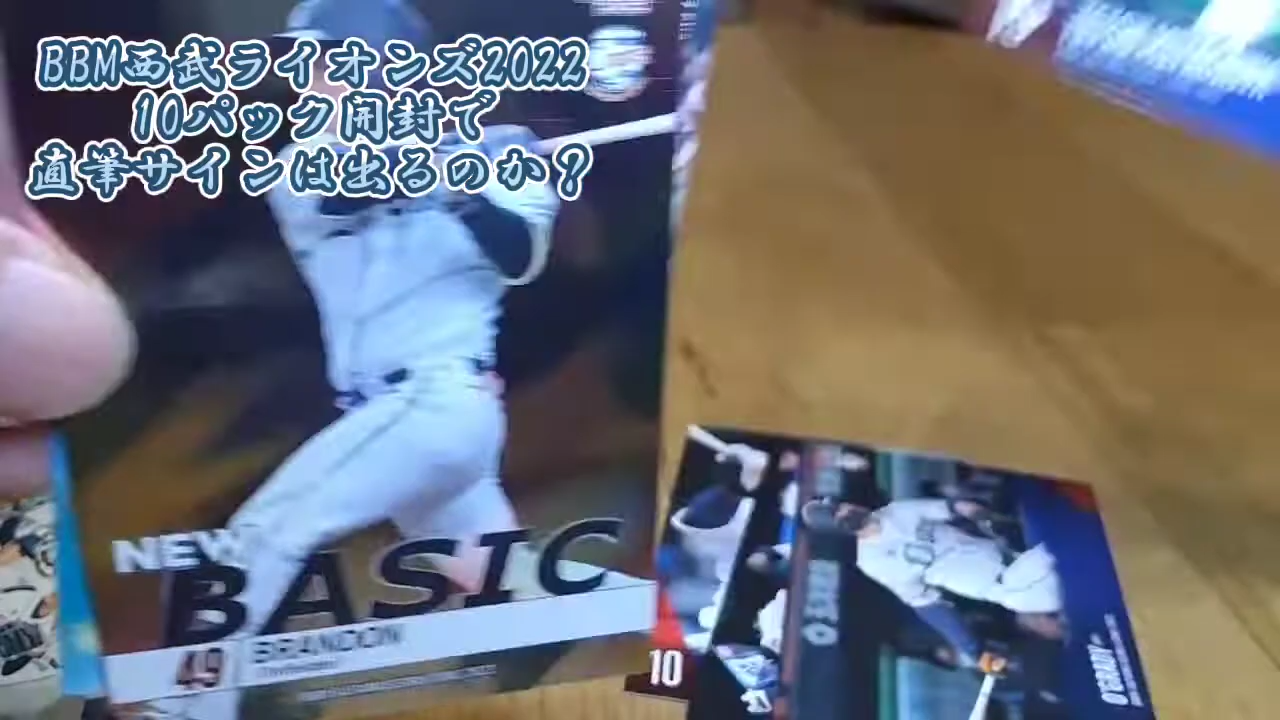 BBM西武ライオンズ2022
10パック開封で
直筆サインは出るのか？
NEW
BASIC
49
BRANDON
10
O'GRADY